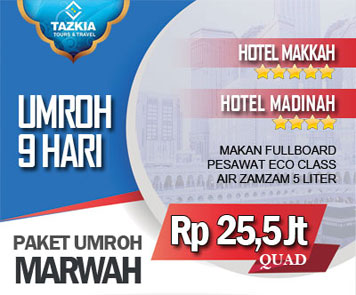 TAZKIA
TOURS & TRAVEL
HOTEL MAKKAH
HOTEL MADINAH
UMROH
9 HARI
MAKAN FULLBOARD
PESAWAT ECO CLASS
AIR ZAMZAM 5 LITER
PAKET UMROH
MARWAH
Rp 25,5 Jt
QUAD